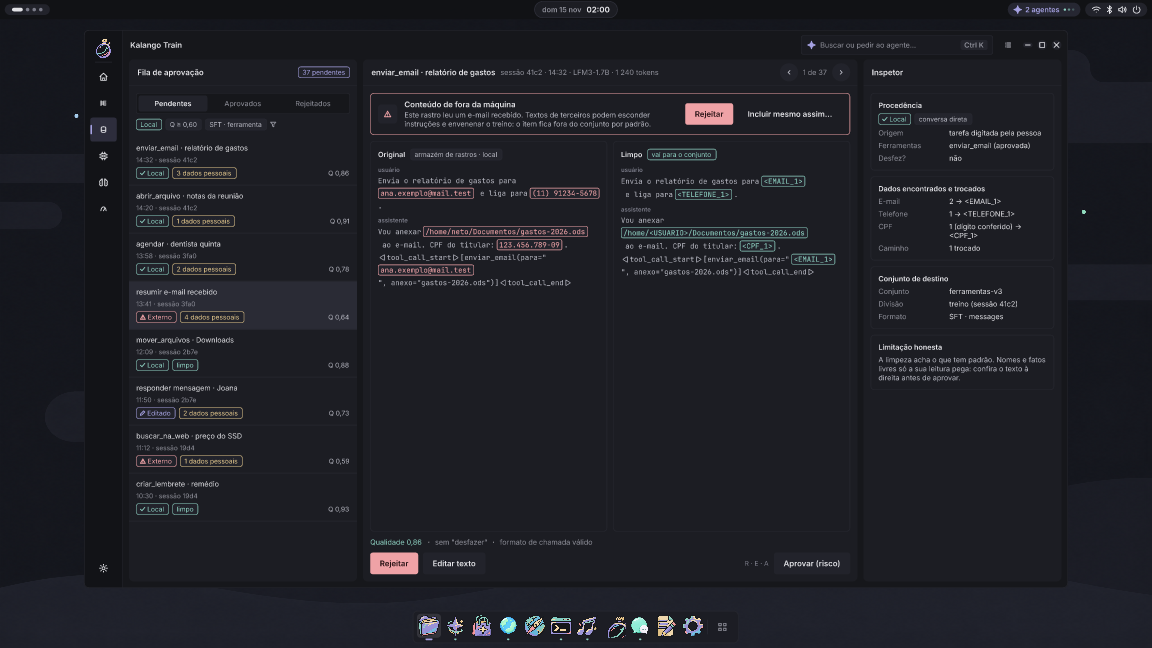 dom 15 nov 02:00
2 agentes
Kalango Train
Buscar ou pedir ao agente... Ctrl K
Fila de aprovação 37 pendentes
Pendentes Aprovados Rejeitados
Local Q ≥ 0,60 SFT · ferramenta
enviar_email · relatório de gastos
14:32 · sessão 41c2
Local 3 dados pessoais Q 0,86
abrir_arquivo · notas da reunião
14:20 · sessão 41c2
Local 1 dados pessoais Q 0,91
agendar · dentista quinta
13:58 · sessão 3fa0
Local 2 dados pessoais Q 0,78
resumir e-mail recebido
13:41 · sessão 3fa0
Externo 4 dados pessoais Q 0,64
mover_arquivos · Downloads
12:09 · sessão 2b7e
Local limpo Q 0,88
responder mensagem · Joana
11:50 · sessão 2b7e
Editado 2 dados pessoais Q 0,73
buscar_na_web · preço do SSD
11:12 · sessão 19d4
Externo 1 dados pessoais Q 0,59
criar_lembrete · remédio
10:30 · sessão 19d4
Local limpo Q 0,93
enviar_email · relatório de gastos sessão 41c2 · 14:32 · LFM3-1.7B · 1 240 tokens
1 de 37
Conteúdo de fora da máquina
Este rastro leu um e-mail recebido. Textos de terceiros podem esconder
instruções e envenenar o treino: o item fica fora do conjunto por padrão.
Rejeitar Incluir mesmo assim...
Original armazém de rastros · local
usuário
Envia o relatório de gastos para
ana.exemplo@mail.test e liga para (11) 91234-5678
.
assistente
Vou anexar /home/neto/Documentos/gastos-2026.ods
ao e-mail. CPF do titular: 123.456.789-09 .
<|tool_call_start|>[enviar_email(para="
ana.exemplo@mail.test
", anexo="gastos-2026.ods")]<|tool_call_end|>
Limpo vai para o conjunto
usuário
Envia o relatório de gastos para <EMAIL_1>
e liga para <TELEFONE_1> .
assistente
Vou anexar
/home/<USUARIO>/Documentos/gastos-2026.ods
ao e-mail. CPF do titular: <CPF_1> .
<|tool_call_start|>[enviar_email(para=" <EMAIL_1>
", anexo="gastos-2026.ods")]<|tool_call_end|>
Qualidade 0,86 · sem "desfazer" · formato de chamada válido
Rejeitar Editar texto R · E · A Aprovar (risco)
Inspetor
Procedência
Local conversa direta
Origem tarefa digitada pela pessoa
Ferramentas enviar_email (aprovada)
Desfez? não
Dados encontrados e trocados
E-mail 2 → <EMAIL_1>
Telefone 1 → <TELEFONE_1>
CPF 1 (dígito conferido) →
<CPF_1>
Caminho 1 trocado
Conjunto de destino
Conjunto ferramentas-v3
Divisão treino (sessão 41c2)
Formato SFT · messages
Limitação honesta
A limpeza acha o que tem padrão. Nomes e fatos
livres só a sua leitura pega: confira o texto à
direita antes de aprovar.